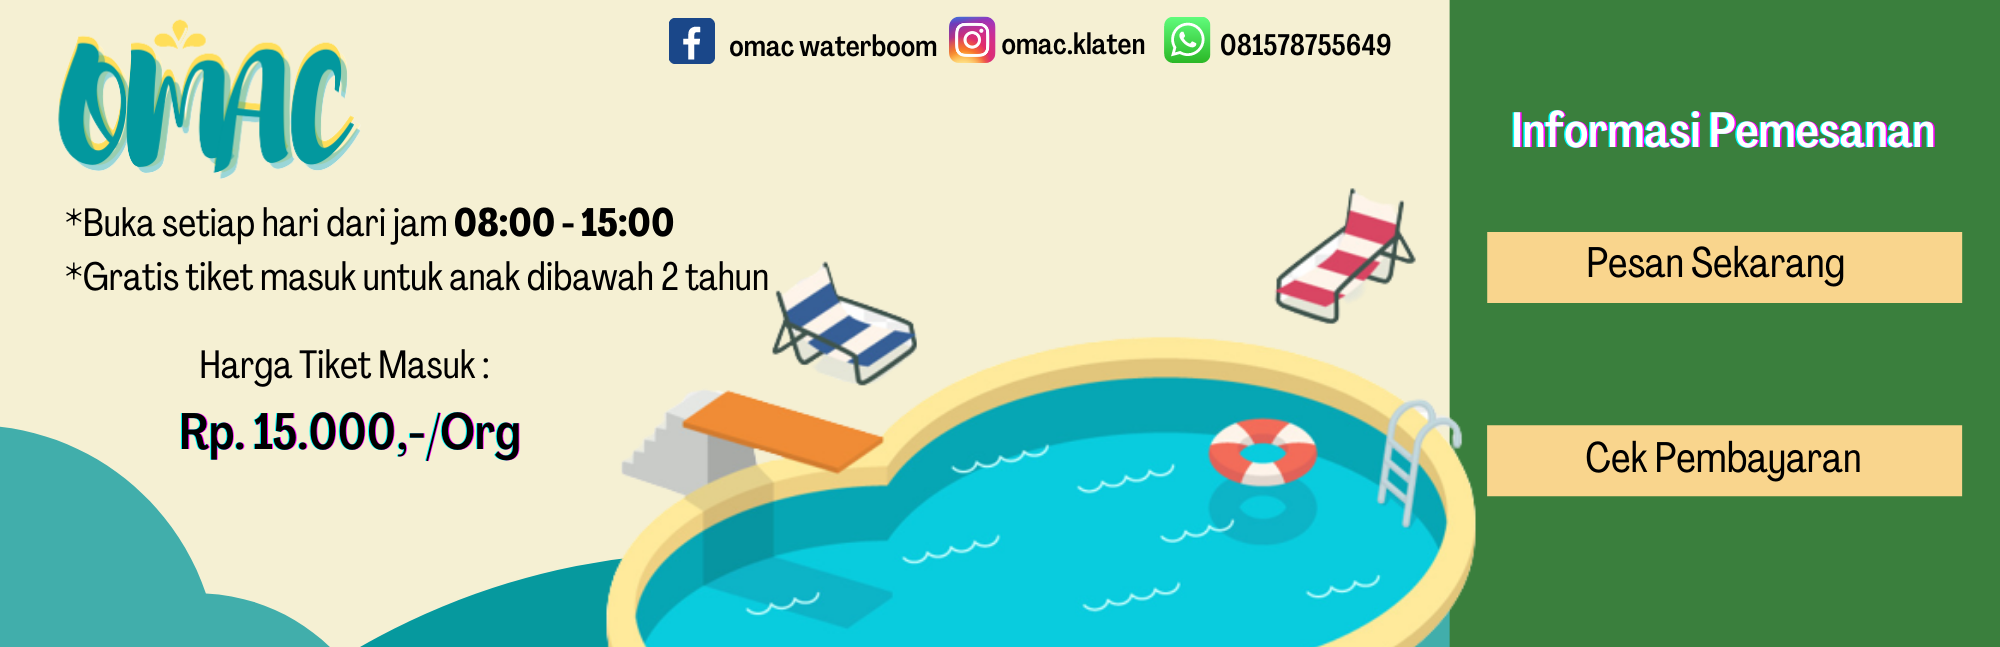 OMAC
omac waterboom
omac.klaten
081578755649
*Buka setiap hari dari jam 08:00 - 15:00
*Gratis tiket masuk untuk anak dibawah 2 tahun
Harga Tiket Masuk :
Rp. 15.000,-/Org
Informasi Pemesanan
Pesan Sekarang
Cek Pembayaran